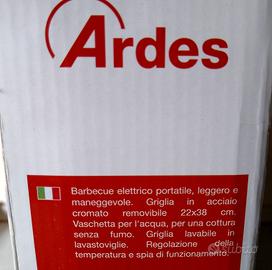 Ardes
Barbecue elettrico portatile, leggero e
maneggevole. Griglia in acciaio
cromato removibile 22x38 cm.
Vaschetta per l'acqua, per una cottura
senza fumo. Griglia lavabile in
lavastoviglie. Regolazione della
temperatura e spia di funzionamento.
subito